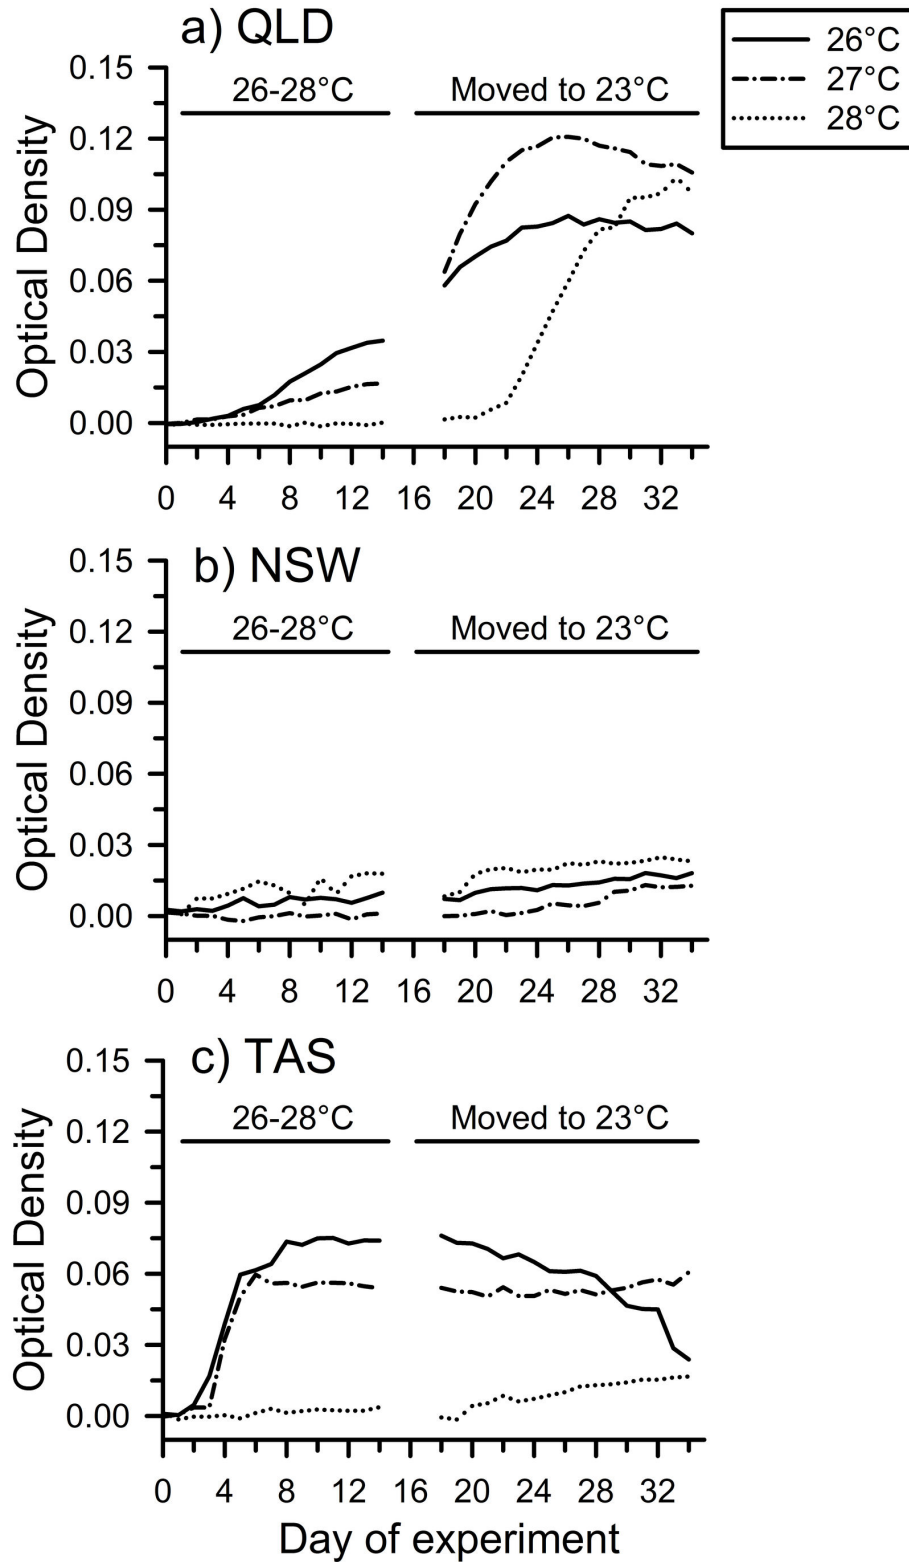 a) QLD
26°C
27°C
28°C
26-28°C
Moved to 23°C
Optical Density
0.15
0.12
0.09
0.06
0.03
0.00
0 4 8 12 16 20 24 28 32
b) NSW
26-28°C
Moved to 23°C
Optical Density
0.15
0.12
0.09
0.06
0.03
0.00
0 4 8 12 16 20 24 28 32
c) TAS
26-28°C
Moved to 23°C
Optical Density
0.15
0.12
0.09
0.06
0.03
0.00
0 4 8 12 16 20 24 28 32
Day of experiment